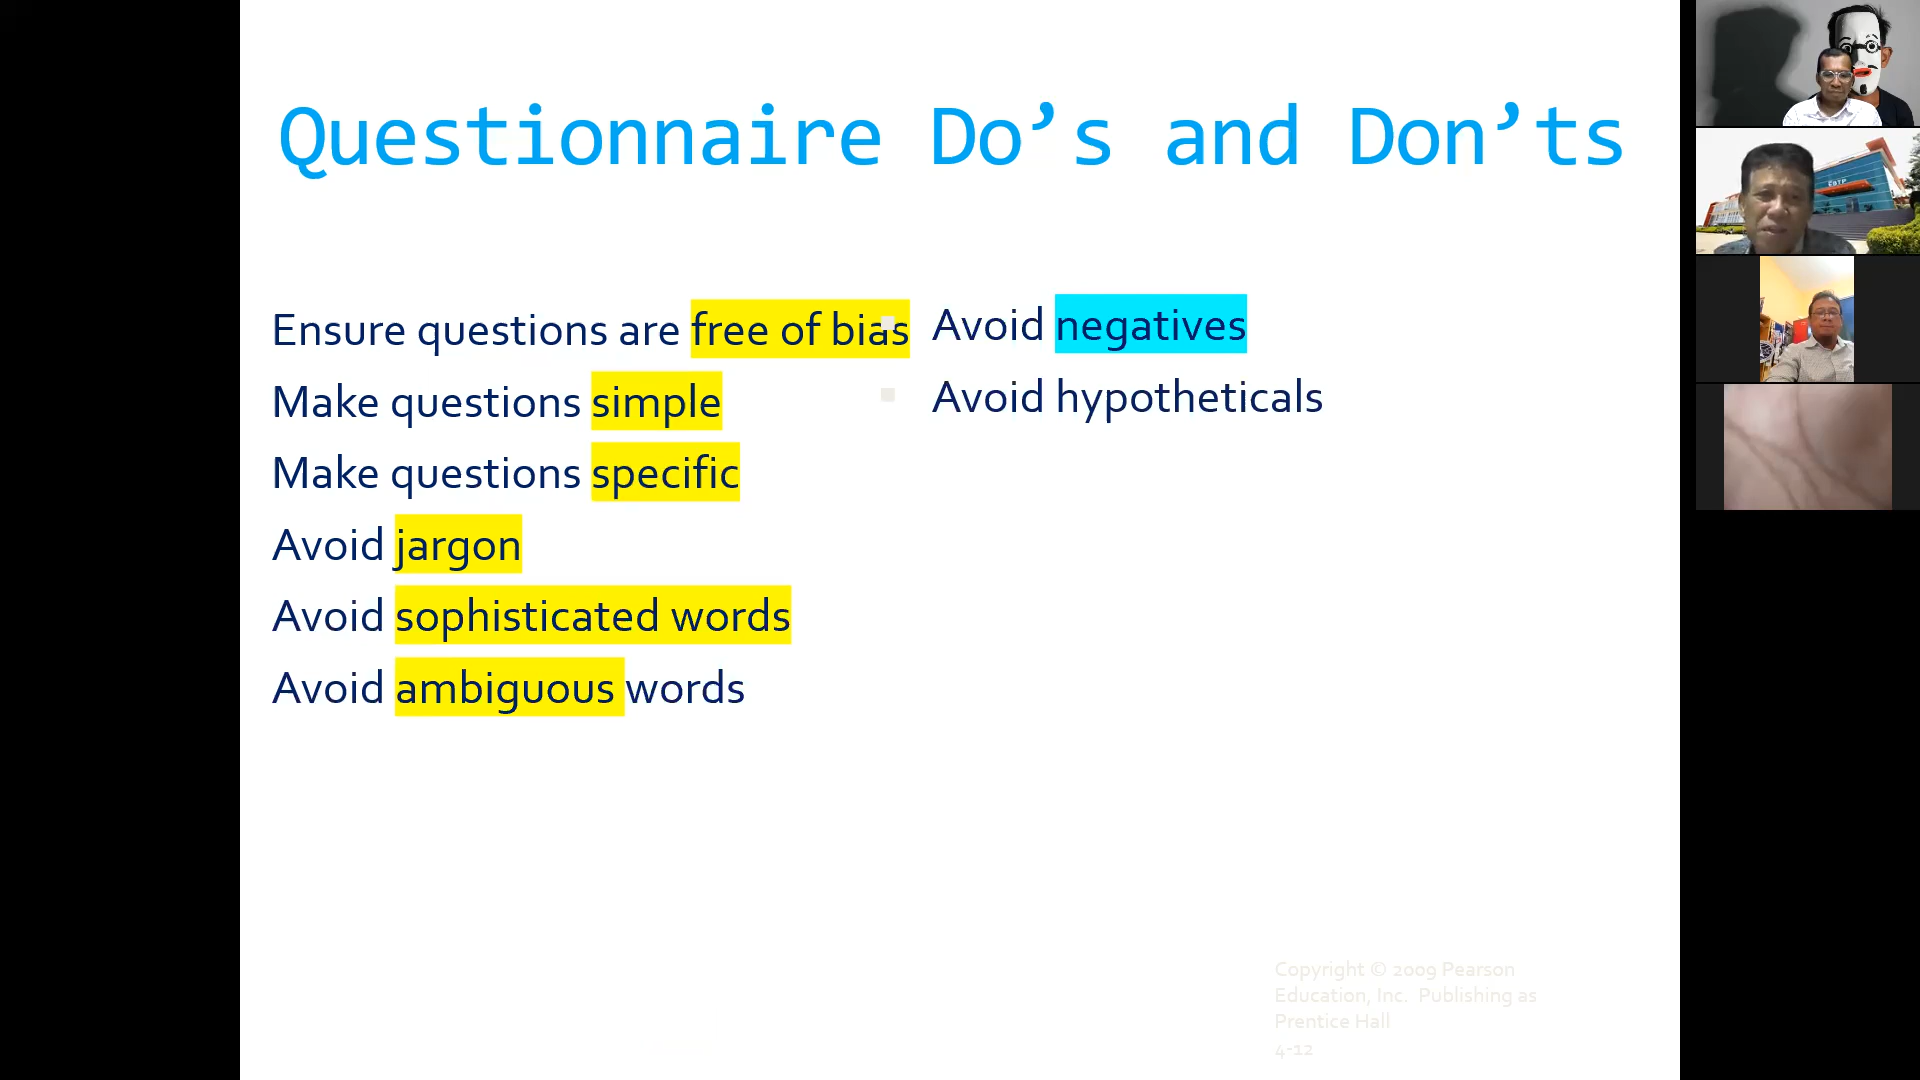 Questionnaire Do’s and Don’ts
Ensure questions are free of bias
Make questions simple
Make questions specific
Avoid jargon
Avoid sophisticated words
Avoid ambiguous words
Avoid negatives
Avoid hypotheticals
Copyright © 2009 Pearson
Education, Inc. Publishing as
Prentice Hall
4-12